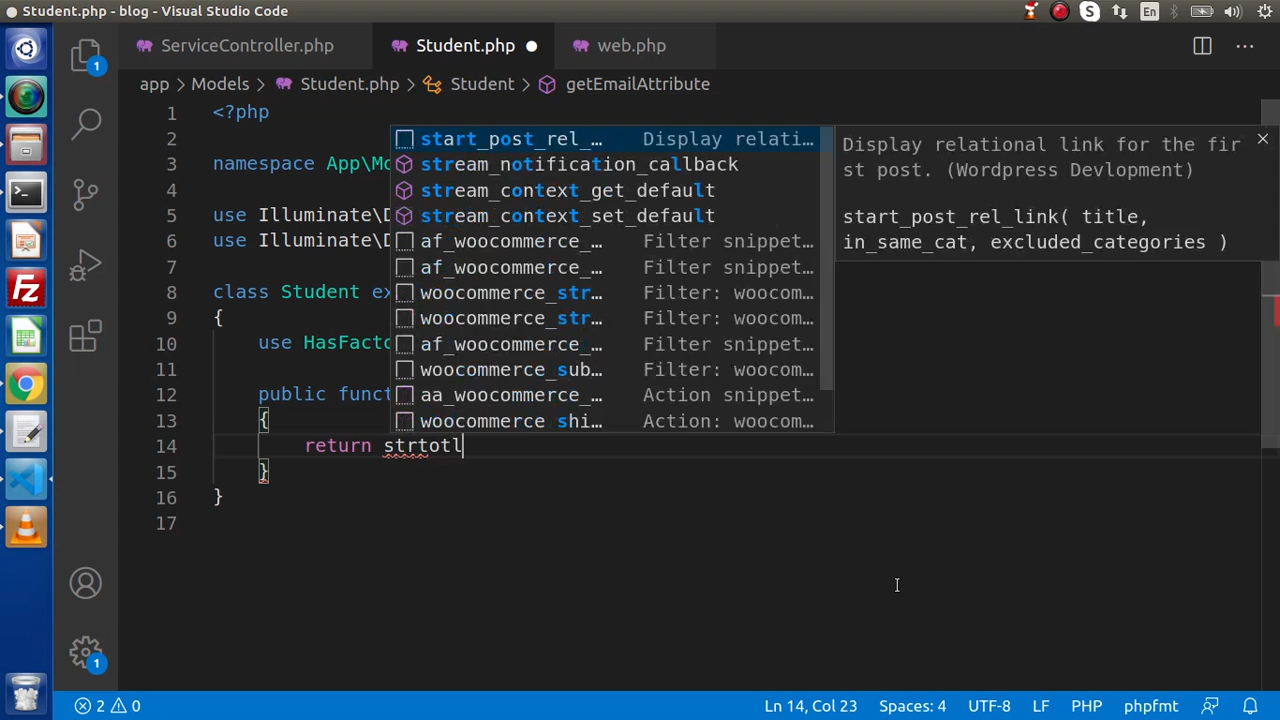 Student.php - blog - Visual Studio Code
En
ServiceController.php
Student.php
web.php
app > Models > Student.php > Student > getEmailAttribute
1 <?php
2
3 namespace App\Mo
4
5 use Illuminate\D
6 use Illuminate\D
7
8 class Student ex
9 {
10 use HasFacto
11
12 public funct
13 {
14 return strtotl
15 }
16 }
17
start_post_rel_… Display relati…
stream_notification_callback
stream_context_get_default
stream_context_set_default
af_woocommerce_… Filter snippet…
af_woocommerce_… Filter snippet…
woocommerce_str… Filter: woocom…
woocommerce_str… Filter: woocom…
af_woocommerce_… Filter snippet…
woocommerce_sub… Filter: woocom…
aa_woocommerce_… Action snippet…
woocommerce_shi… Action: woocom…
Display relational link for the fir
st post. (Wordpress Devlopment)
start_post_rel_link( title,
in_same_cat, excluded_categories )
1
1
2 0
Ln 14, Col 23
Spaces: 4
UTF-8
LF
PHP
phpfmt